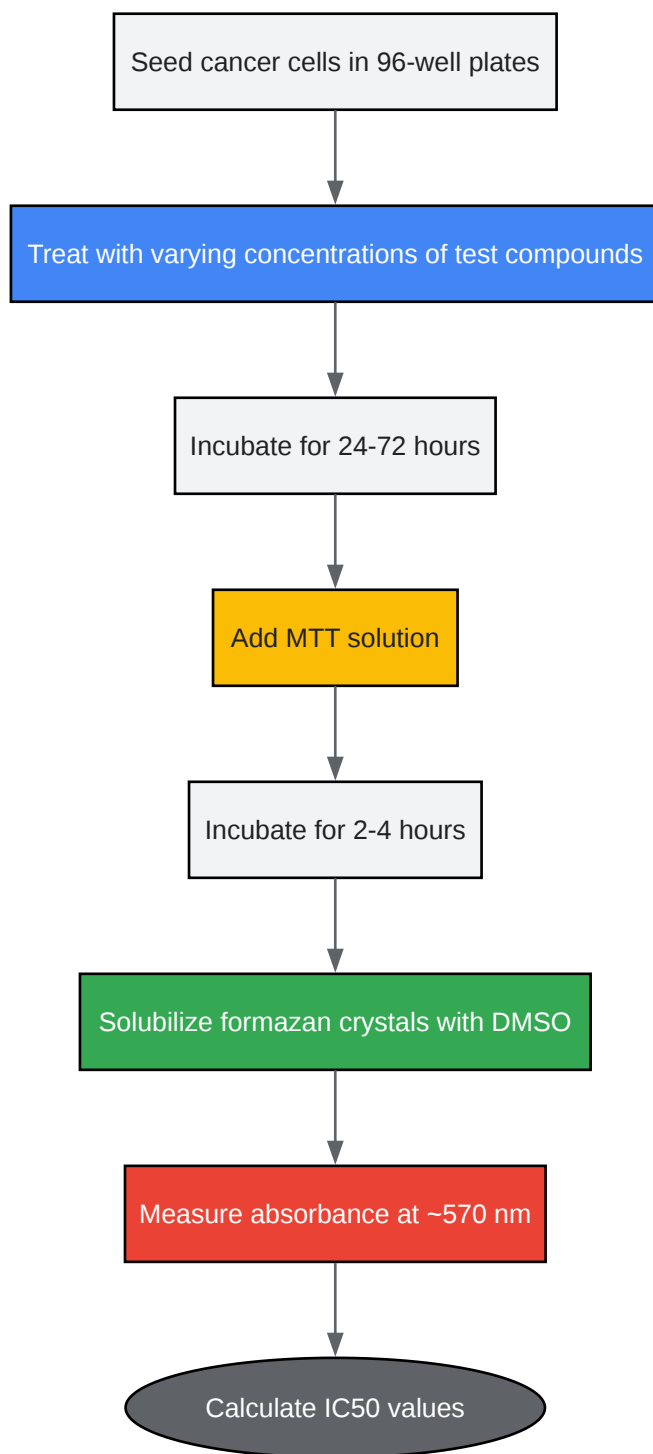 Seed cancer cells in 96-well plates
Treat with varying concentrations of test compounds
Incubate for 24-72 hours
Add MTT solution
Incubate for 2-4 hours
Solubilize formazan crystals with DMSO
Measure absorbance at ~570 nm
Calculate IC50 values